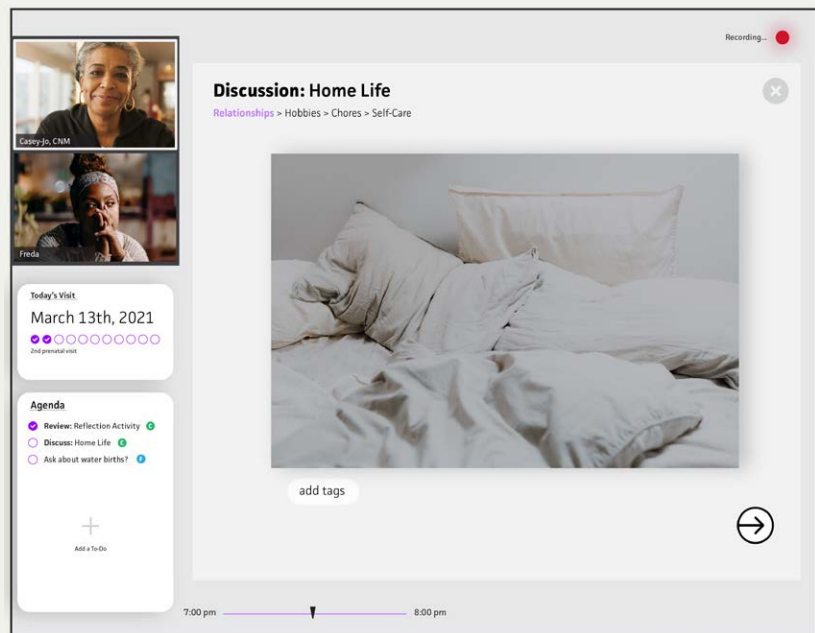 Recording...
Casey-Jo, CNM
Freda
Today's Visit
March 13th, 2021
2nd prenatal visit
Agenda
Review: Reflection Activity C
Discuss: Home Life C
Ask about water births? F
Add a To-Do
Discussion: Home Life
Relationships > Hobbies > Chores > Self-Care
add tags
7:00 pm
8:00 pm